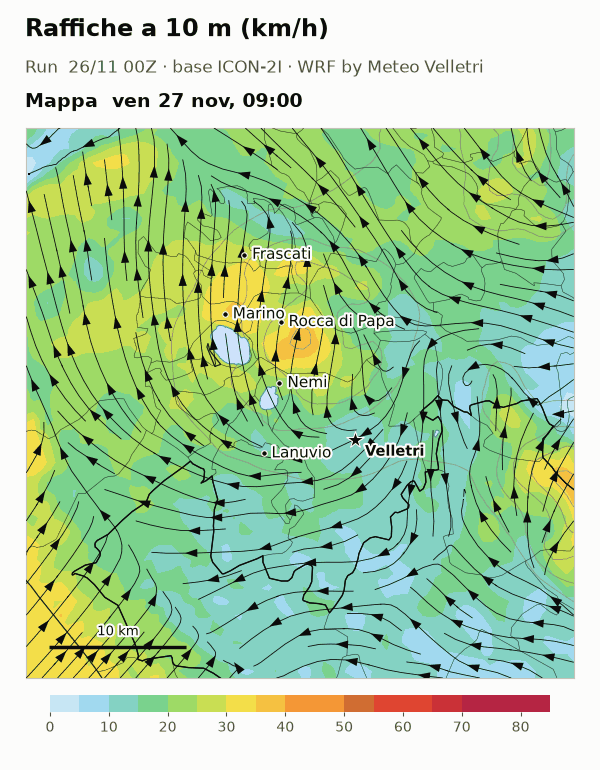 Raffiche a 10 m (km/h)
Run 26/11 00Z · base ICON-2I · WRF by Meteo Velletri
Mappa ven 27 nov, 09:00
Frascati
Marino
Rocca di Papa
Nemi
Velletri
Lanuvio
10 km
0 10 20 30 40 50 60 70 80